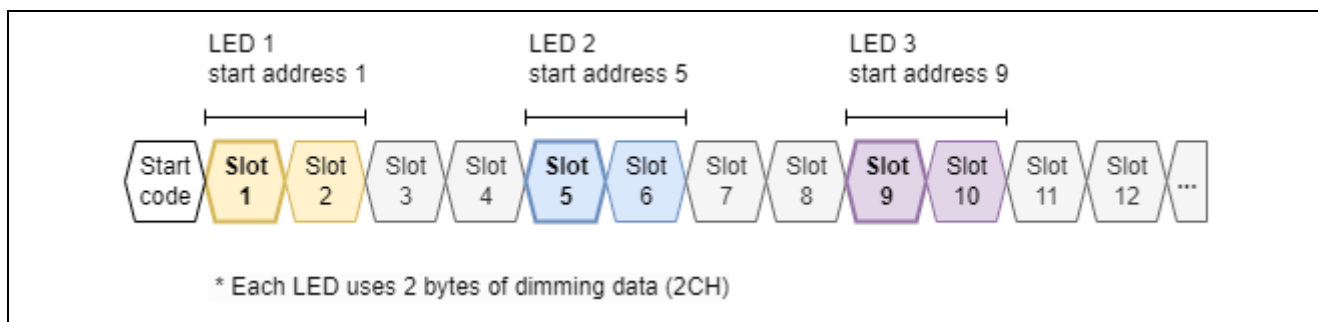 LED 1
start address 1
LED 2
start address 5
LED 3
start address 9
Start
code
Slot
1
Slot
2
Slot
3
Slot
4
Slot
5
Slot
6
Slot
7
Slot
8
Slot
9
Slot
10
Slot
11
Slot
12
...
* Each LED uses 2 bytes of dimming data (2CH)